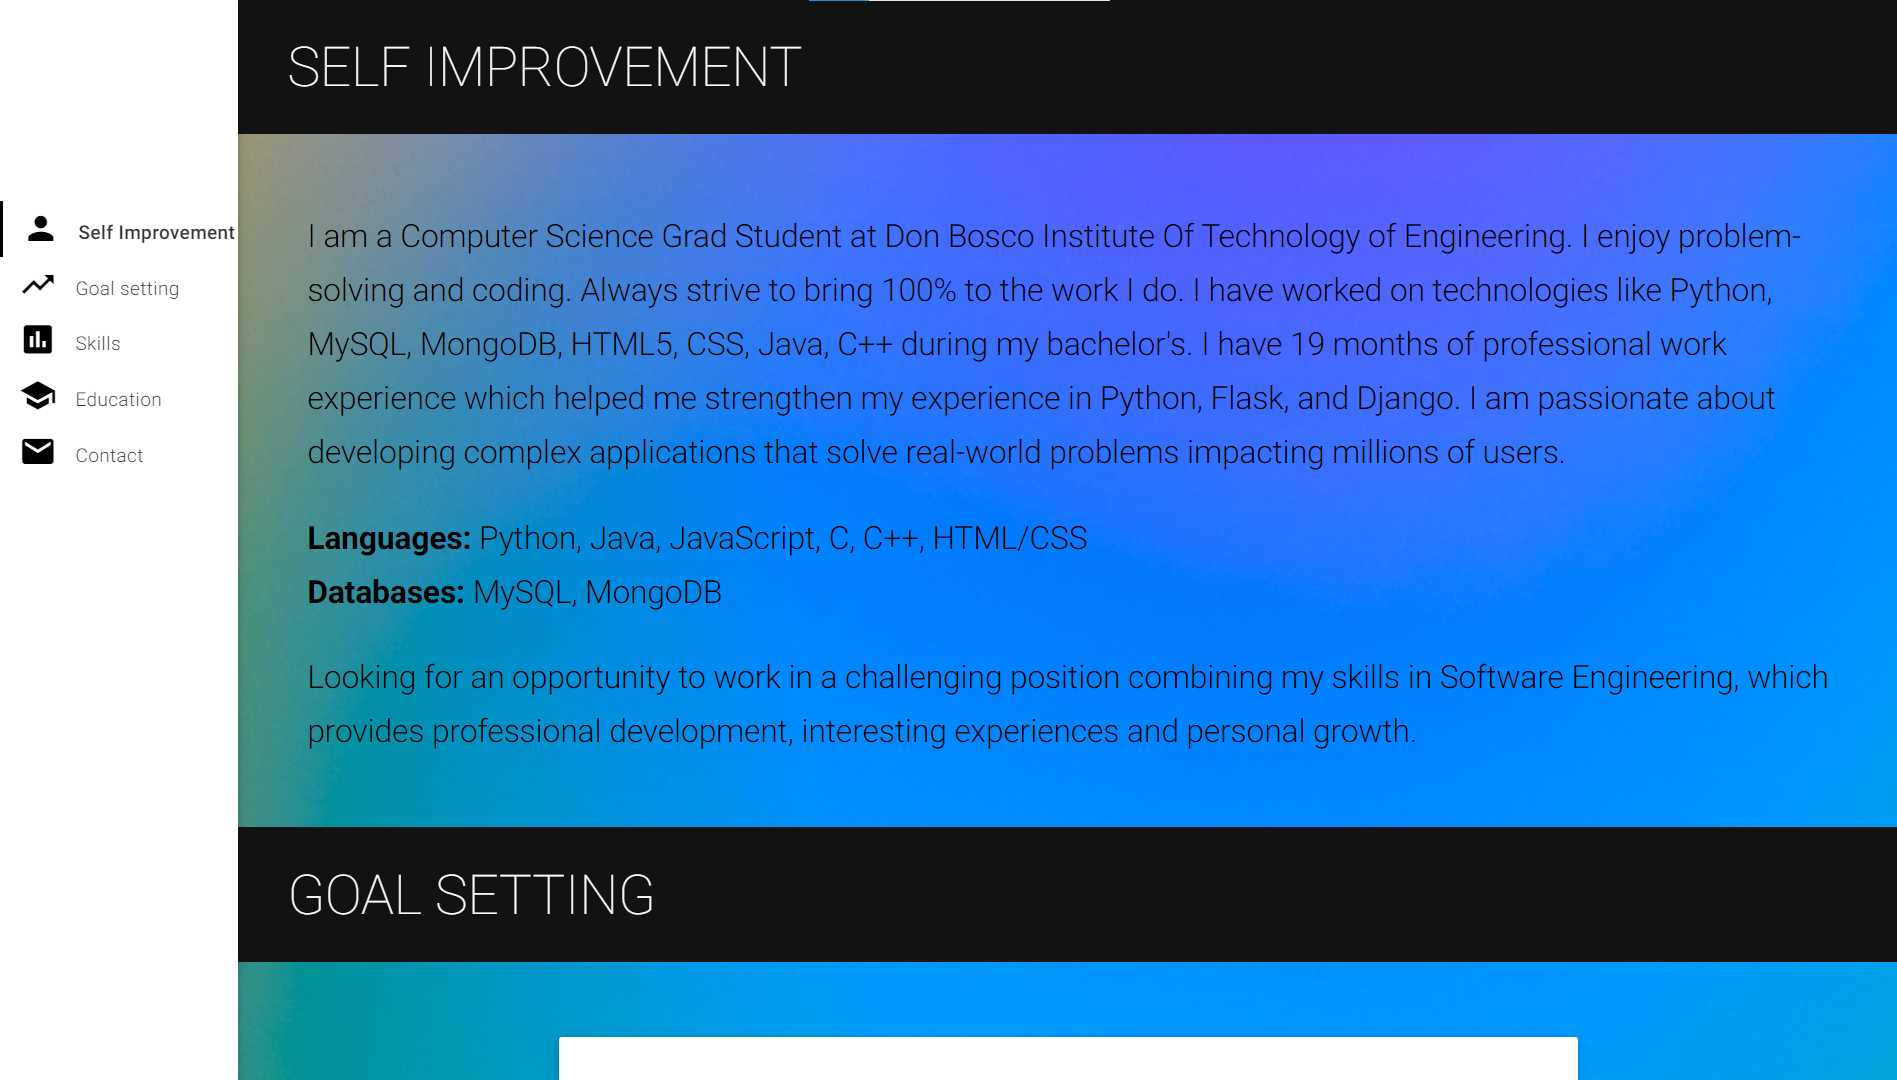 Self Improvement
Goal setting
Skills
Education
Contact
SELF IMPROVEMENT
I am a Computer Science Grad Student at Don Bosco Institute Of Technology of Engineering. I enjoy problem-
solving and coding. Always strive to bring 100% to the work I do. I have worked on technologies like Python,
MySQL, MongoDB, HTML5, CSS, Java, C++ during my bachelor's. I have 19 months of professional work
experience which helped me strengthen my experience in Python, Flask, and Django. I am passionate about
developing complex applications that solve real-world problems impacting millions of users.
Languages: Python, Java, JavaScript, C, C++, HTML/CSS
Databases: MySQL, MongoDB
Looking for an opportunity to work in a challenging position combining my skills in Software Engineering, which
provides professional development, interesting experiences and personal growth.
GOAL SETTING